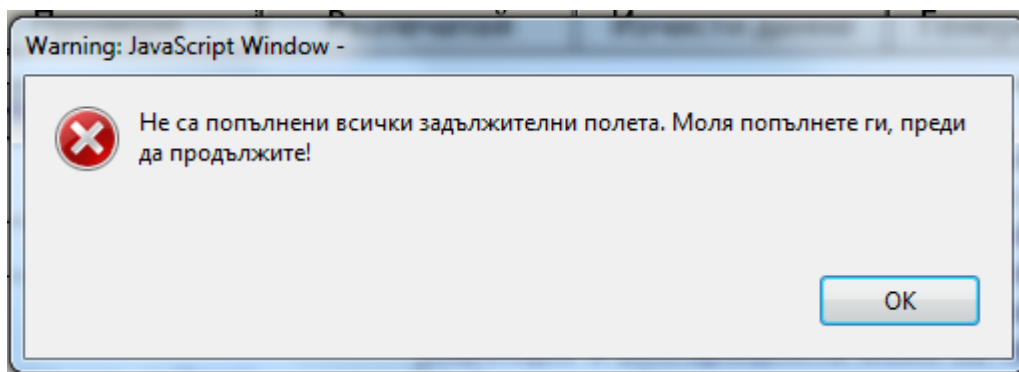 Warning: JavaScript Window -
Не са попълнени всички задължителни полета. Моля попълнете ги, преди
да продължите!
OK